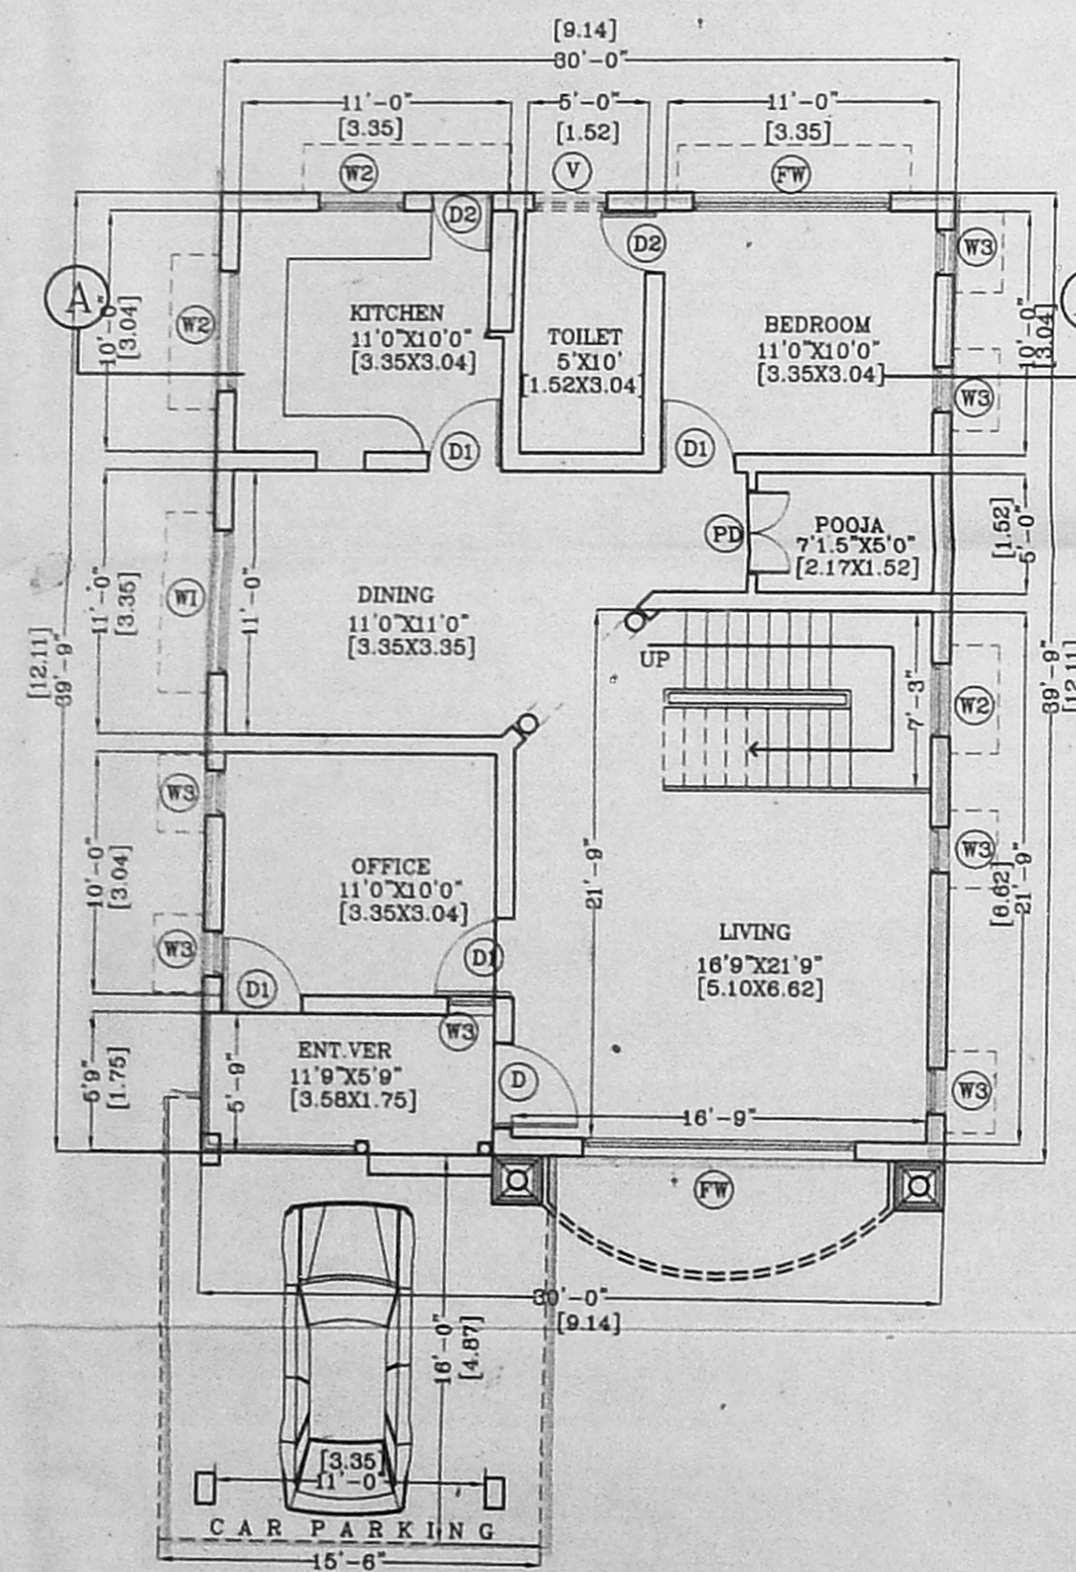 [9.14]
30'-0"
11'-0"
[3.35]
5'-0"
[1.52]
11'-0"
[3.35]
W2
V
FW
D2
D2
W3
A
10'-0"
[3.04]
W2
KITCHEN
11'0"X10'0"
[3.35X3.04]
TOILET
5'X10'
[1.52X3.04]
BEDROOM
11'0"X10'0"
[3.35X3.04]
10'-0"
[3.04]
W3
D1
D1
PD
POOJA
7'1.5"X5'0"
[2.17X1.52]
[1.52]
5'-0"
11'-0"
[3.35]
W1
11'-0"
DINING
11'0"X11'0"
[3.35X3.35]
[12.11]
39'-9"
UP
7'-3"
W2
39'-9"
[12.11]
W3
10'-0"
[3.04]
OFFICE
11'0"X10'0"
[3.35X3.04]
21'-9"
W3
[6.62]
21'-9"
W3
D1
D1
LIVING
16'9"X21'9"
[5.10X6.62]
W3
5'9"
[1.75]
5'-9"
ENT.VER
11'9"X5'9"
[3.58X1.75]
D
W3
16'-9"
FW
30'-0"
[9.14]
16'-0"
[4.87]
[3.35]
11'-0"
CAR PARKING
15'-6"